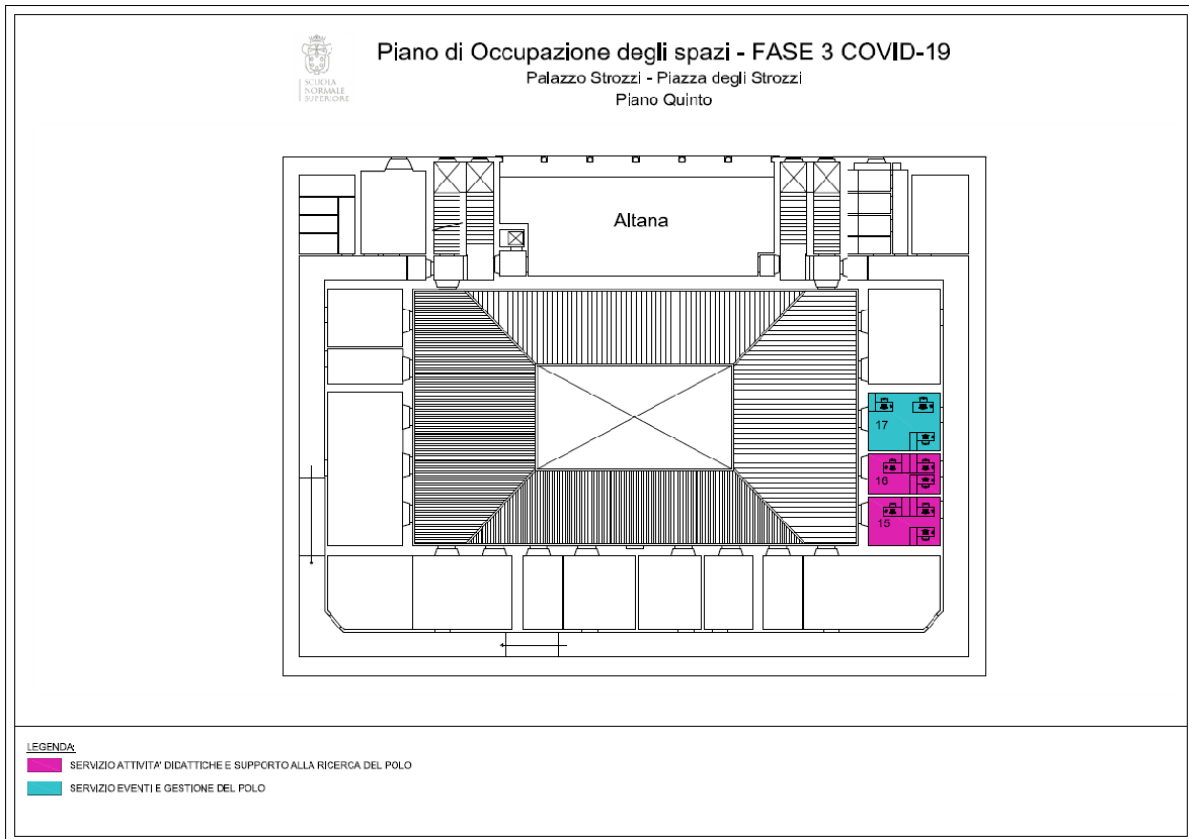 SCUOLA
NORMALE
SUPERIORE
Piano di Occupazione degli spazi - FASE 3 COVID-19
Palazzo Strozzi - Piazza degli Strozzi
Piano Quinto
Altana
17
16
15
LEGENDA:
SERVIZIO ATTIVITA' DIDATTICHE E SUPPORTO ALLA RICERCA DEL POLO
SERVIZIO EVENTI E GESTIONE DEL POLO